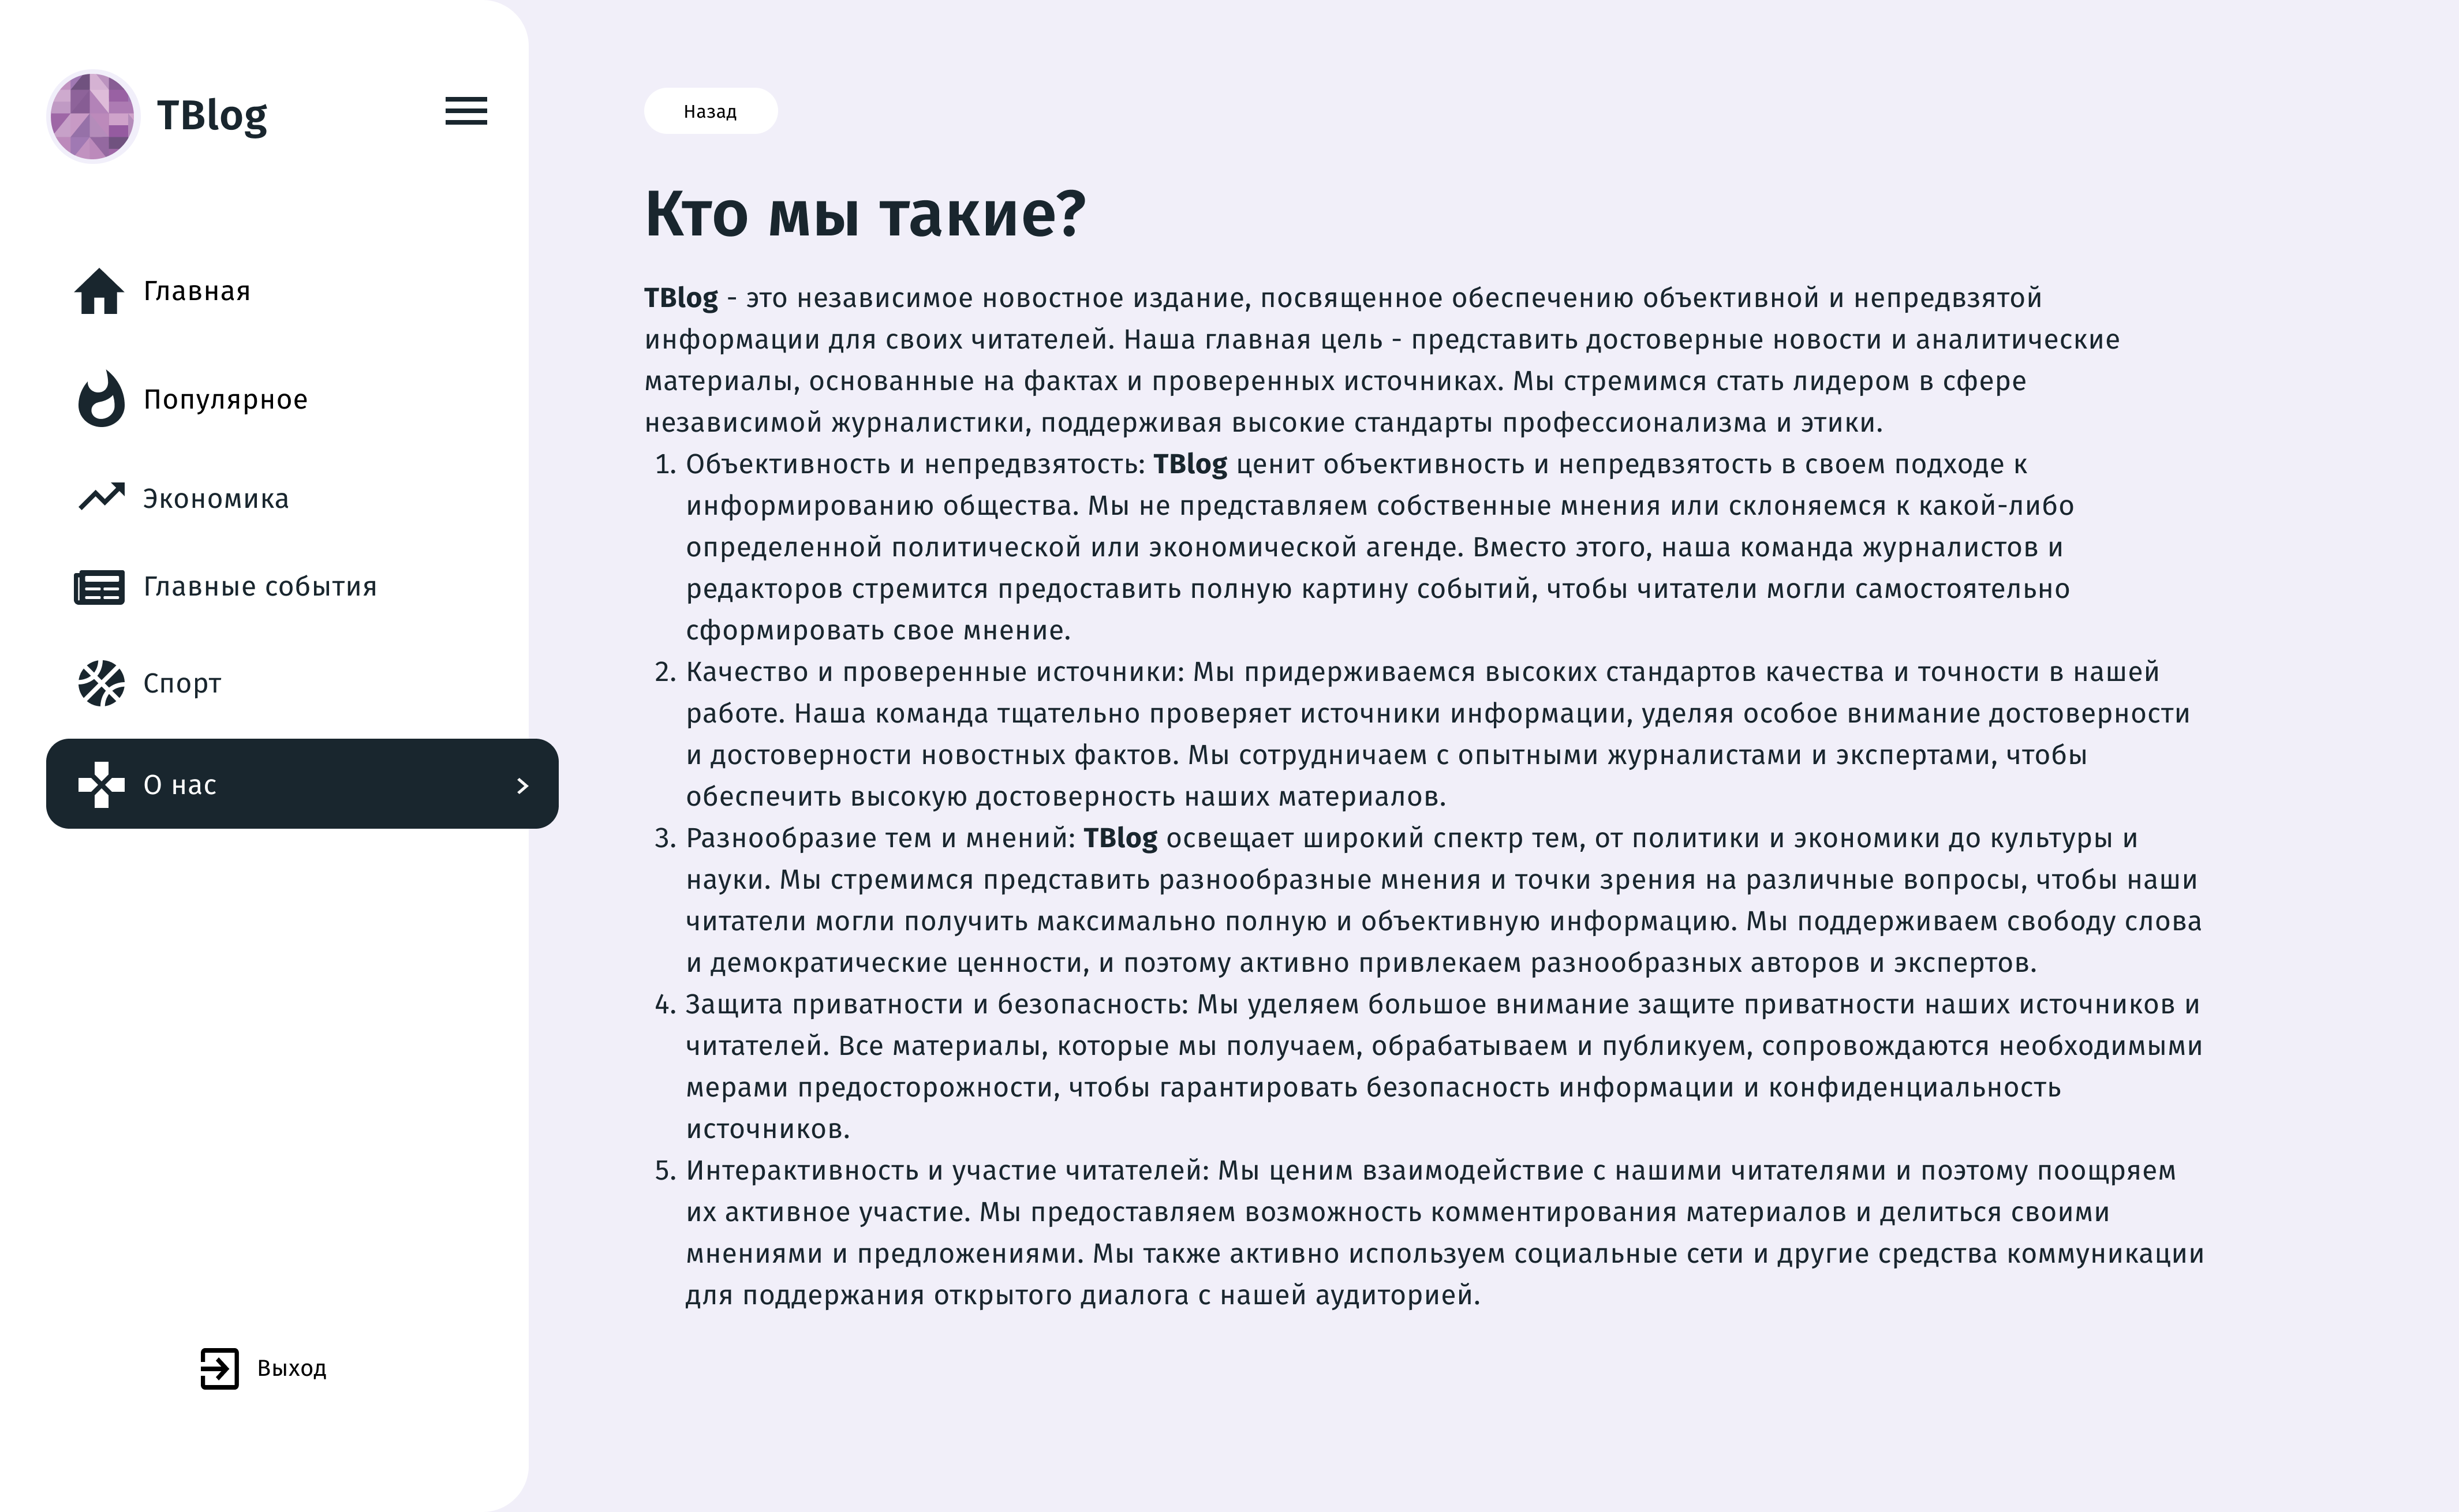 TBlog
Главная
Популярное
Экономика
Главные события
Спорт
О нас
Выход
Назад
Кто мы такие?
TBlog - это независимое новостное издание, посвященное обеспечению объективной и непредвзятой
информации для своих читателей. Наша главная цель - представить достоверные новости и аналитические
материалы, основанные на фактах и проверенных источниках. Мы стремимся стать лидером в сфере
независимой журналистики, поддерживая высокие стандарты профессионализма и этики.
1. Объективность и непредвзятость: TBlog ценит объективность и непредвзятость в своем подходе к
информированию общества. Мы не представляем собственные мнения или склоняемся к какой-либо
определенной политической или экономической агенде. Вместо этого, наша команда журналистов и
редакторов стремится предоставить полную картину событий, чтобы читатели могли самостоятельно
сформировать свое мнение.
2. Качество и проверенные источники: Мы придерживаемся высоких стандартов качества и точности в нашей
работе. Наша команда тщательно проверяет источники информации, уделяя особое внимание достоверности
и достоверности новостных фактов. Мы сотрудничаем с опытными журналистами и экспертами, чтобы
обеспечить высокую достоверность наших материалов.
3. Разнообразие тем и мнений: TBlog освещает широкий спектр тем, от политики и экономики до культуры и
науки. Мы стремимся представить разнообразные мнения и точки зрения на различные вопросы, чтобы наши
читатели могли получить максимально полную и объективную информацию. Мы поддерживаем свободу слова
и демократические ценности, и поэтому активно привлекаем разнообразных авторов и экспертов.
4. Защита приватности и безопасность: Мы уделяем большое внимание защите приватности наших источников и
читателей. Все материалы, которые мы получаем, обрабатываем и публикуем, сопровождаются необходимыми
мерами предосторожности, чтобы гарантировать безопасность информации и конфиденциальность
источников.
5. Интерактивность и участие читателей: Мы ценим взаимодействие с нашими читателями и поэтому поощряем
их активное участие. Мы предоставляем возможность комментирования материалов и делиться своими
мнениями и предложениями. Мы также активно используем социальные сети и другие средства коммуникации
для поддержания открытого диалога с нашей аудиторией.